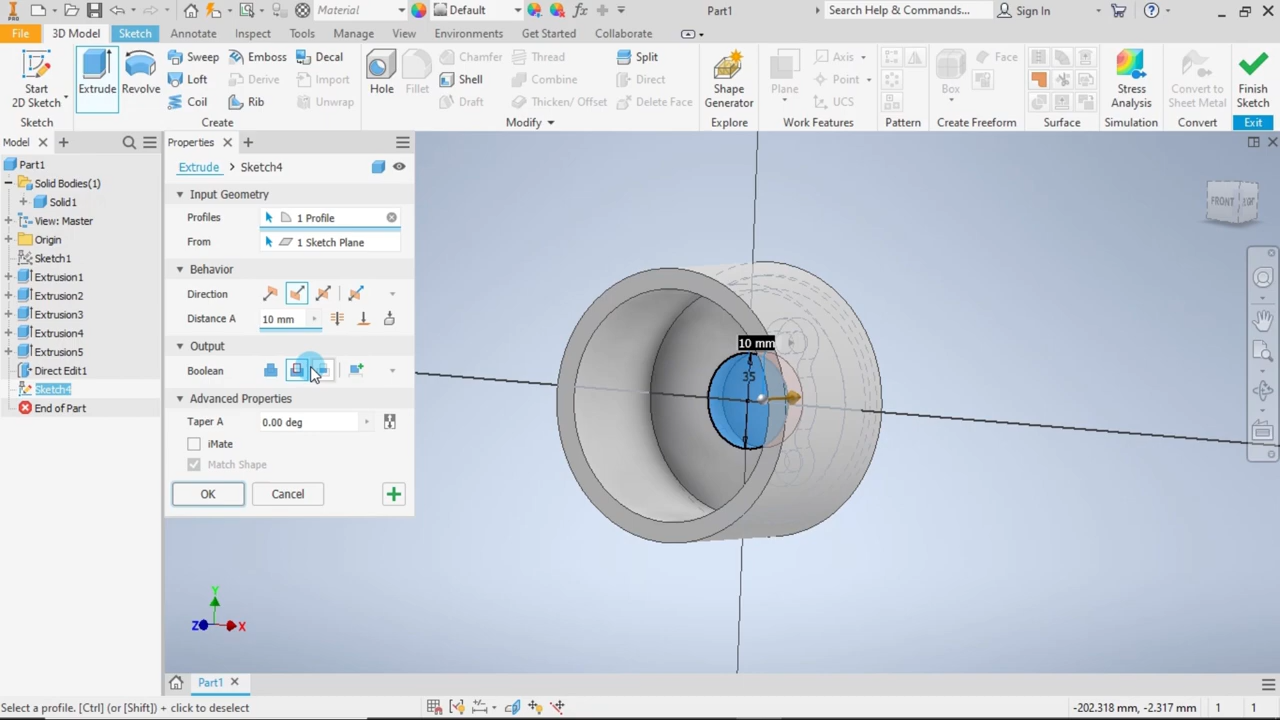 PRO
Material
Default
fx
Part1
Search Help & Commands...
Sign In
File
3D Model
Sketch
Annotate
Inspect
Tools
Manage
View
Environments
Get Started
Collaborate
Start
2D Sketch
Extrude
Revolve
Sweep
Loft
Coil
Emboss
Derive
Rib
Decal
Import
Unwrap
Hole
Fillet
Chamfer
Shell
Draft
Thread
Combine
Thicken/ Offset
Split
Direct
Delete Face
Shape
Generator
Plane
Axis
Point
UCS
Box
Face
Stress
Analysis
Convert to
Sheet Metal
Finish
Sketch
Sketch
Create
Modify
Explore
Work Features
Pattern
Create Freeform
Surface
Simulation
Convert
Exit
Model
Part1
Solid Bodies(1)
Solid1
View: Master
Origin
Sketch1
Extrusion1
Extrusion2
Extrusion3
Extrusion4
Extrusion5
Direct Edit1
Sketch4
End of Part
Properties
Extrude > Sketch4
Input Geometry
Profiles
1 Profile
From
1 Sketch Plane
Behavior
Direction
Distance A
10 mm
Output
Boolean
Advanced Properties
Taper A
0.00 deg
iMate
Match Shape
OK
Cancel
10 mm
35
FRONT
Y
Z
X
Part1
Select a profile. [Ctrl] (or [Shift]) + click to deselect
-202.318 mm, -2.317 mm
1
1